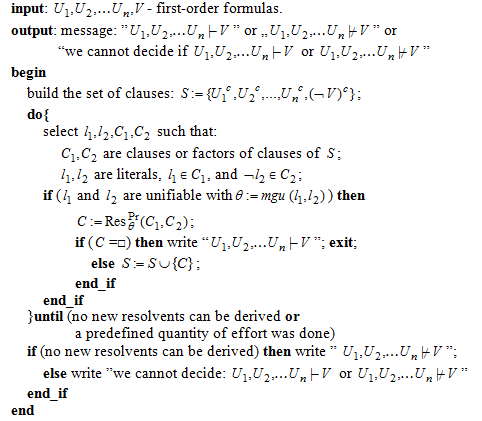 input: U₁,U₂,...Uₙ,V - first-order formulas.
output: message: "U₁,U₂,...Uₙ ⊢ V" or „U₁,U₂,...Uₙ ⊬ V" or
“we cannot decide if U₁,U₂,...Uₙ ⊢ V or U₁,U₂,...Uₙ ⊬ V”
begin
build the set of clauses: S := {U₁ᶜ,U₂ᶜ,...,Uₙᶜ,(¬V)ᶜ};
do{
select l₁,l₂,C₁,C₂ such that:
C₁,C₂ are clauses or factors of clauses of S;
l₁,l₂ are literals, l₁ ∈ C₁, and ¬l₂ ∈ C₂;
if (l₁ and l₂ are unifiable with θ := mgu (l₁,l₂)) then
C := Res_θ^Pr(C₁,C₂);
if (C =□) then write “U₁,U₂,...Uₙ ⊢ V”; exit;
else S := S∪{C};
end_if
end_if
}until (no new resolvents can be derived or
a predefined quantity of effort was done)
if (no new resolvents can be derived) then write ” U₁,U₂,...Uₙ ⊬ V”;
else write ”we cannot decide: U₁,U₂,...Uₙ ⊢ V or U₁,U₂,...Uₙ ⊬ V”
end_if
end